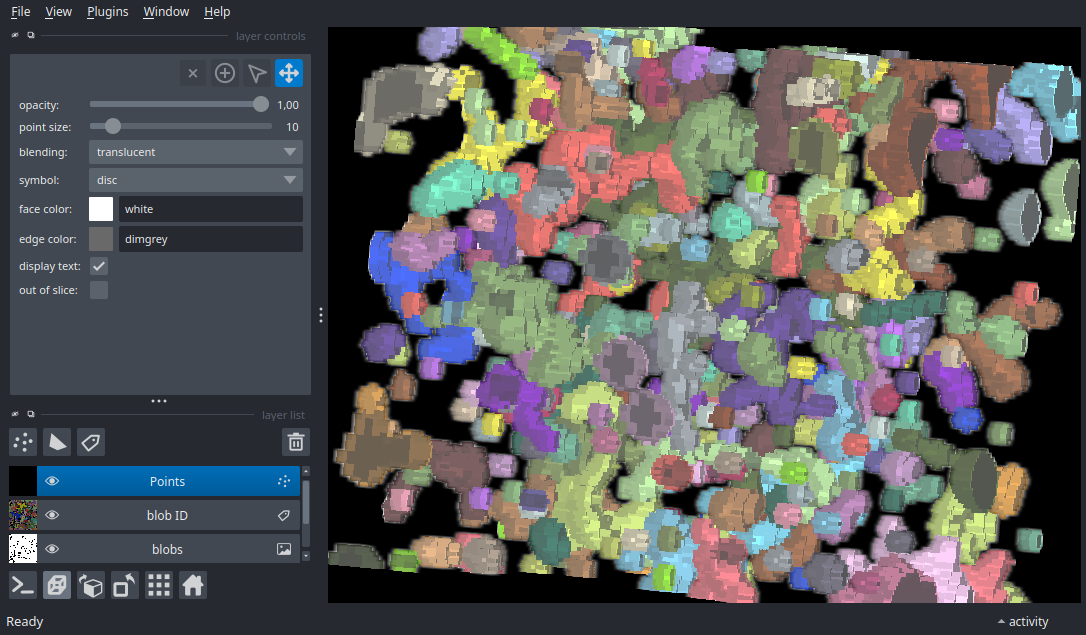 File View Plugins Window Help
layer controls
opacity: 1,00
point size: 10
blending: translucent
symbol: disc
face color: white
edge color: dimgrey
display text:
out of slice:
layer list
Points
blob ID
blobs
Ready
activity